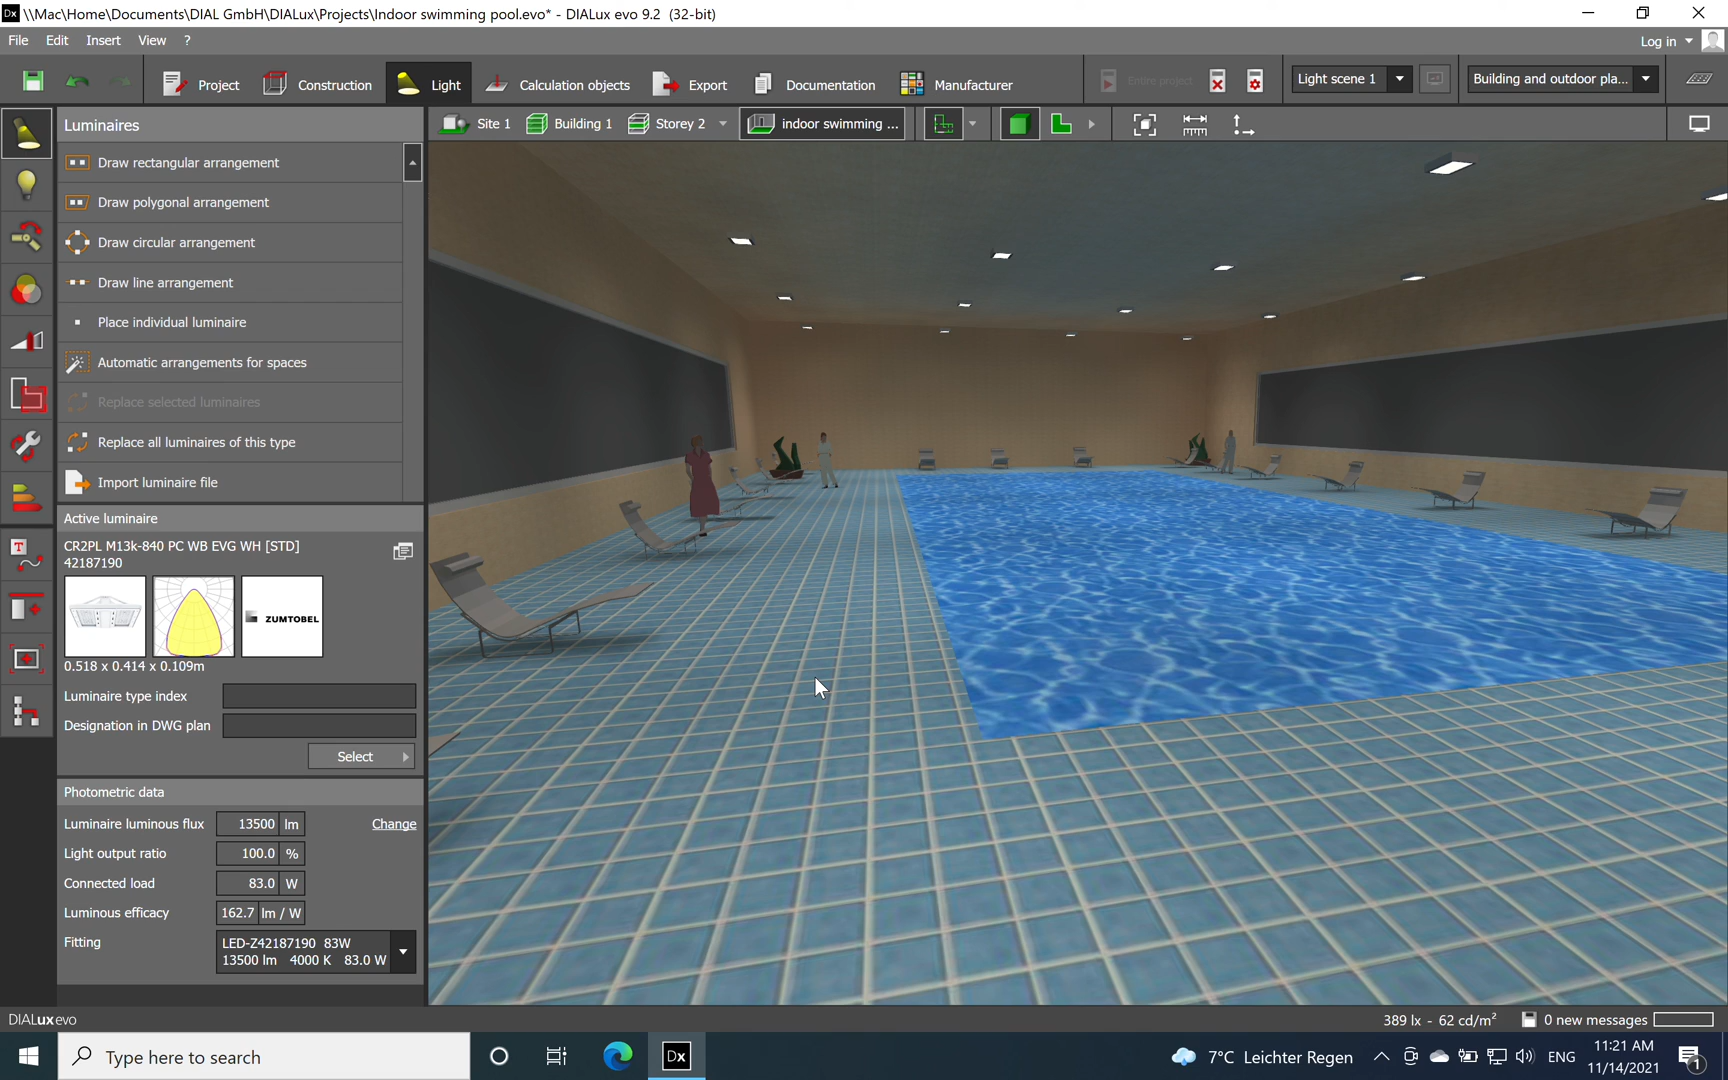 \\Mac\Home\Documents\DIAL GmbH\DIALux\Projects\Indoor swimming pool.evo* - DIALux evo 9.2  (32-bit)
File Edit Insert View ?
Log in
Project Construction Light Calculation objects Export Documentation Manufacturer
Entire project
Light scene 1
Building and outdoor pla...
Luminaires
Site 1 Building 1 Storey 2 indoor swimming ...
Draw rectangular arrangement
Draw polygonal arrangement
Draw circular arrangement
Draw line arrangement
Place individual luminaire
Automatic arrangements for spaces
Replace selected luminaires
Replace all luminaires of this type
Import luminaire file
Active luminaire
CR2PL M13k-840 PC WB EVG WH [STD]
42187190
ZUMTOBEL
0.518 x 0.414 x 0.109m
Luminaire type index
Designation in DWG plan
Select
Photometric data
Luminaire luminous flux 13500 lm Change
Light output ratio 100.0 %
Connected load 83.0 W
Luminous efficacy 162.7 lm / W
Fitting LED-Z42187190 83W
13500 lm 4000 K 83.0 W
DIALux evo
389 lx - 62 cd/m²
0 new messages
Type here to search
Dx
7°C Leichter Regen
ENG
11:21 AM
11/14/2021
1